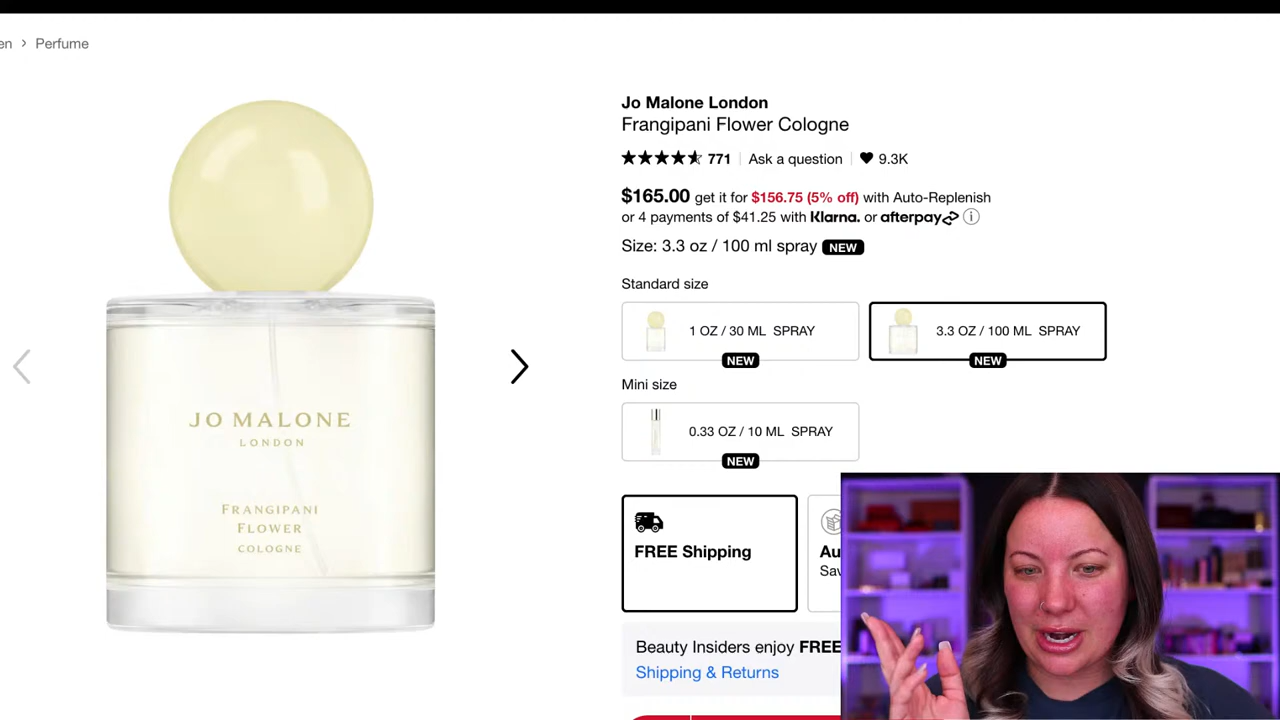 en › Perfume
Jo Malone London
Frangipani Flower Cologne
771 Ask a question 9.3K
$165.00 get it for $156.75 (5% off) with Auto-Replenish
or 4 payments of $41.25 with Klarna. or afterpay
Size: 3.3 oz / 100 ml spray NEW
Standard size
1 OZ / 30 ML SPRAY
NEW
3.3 OZ / 100 ML SPRAY
NEW
Mini size
0.33 OZ / 10 ML SPRAY
NEW
FREE Shipping
Au
Sav
Beauty Insiders enjoy FREE
Shipping & Returns
JO MALONE
LONDON
FRANGIPANI
FLOWER
COLOGNE